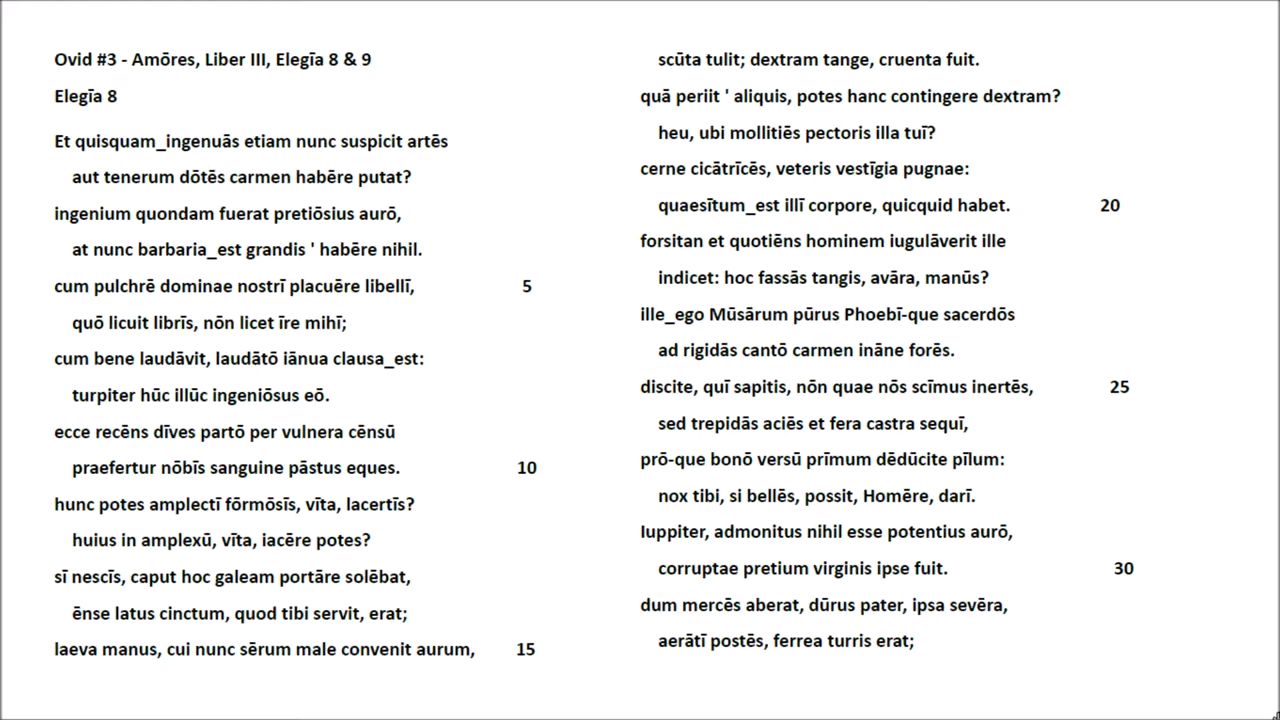 Ovid #3 - Amōres, Liber III, Elegīa 8 & 9
Elegīa 8
Et quisquam_ingenuās etiam nunc suspicit artēs
aut tenerum dōtēs carmen habēre putat?
ingenium quondam fuerat pretiōsius aurō,
at nunc barbaria_est grandis ' habēre nihil.
cum pulchrē dominae nostrī placuēre libellī, 5
quō licuit librīs, nōn licet īre mihī;
cum bene laudāvit, laudātō iānua clausa_est:
turpiter hūc illūc ingeniōsus eō.
ecce recēns dīves partō per vulnera cēnsū
praefertur nōbīs sanguine pāstus eques. 10
hunc potes amplectī fōrmōsīs, vīta, lacertīs?
huius in amplexū, vīta, iacēre potes?
sī nescīs, caput hoc galeam portāre solēbat,
ēnse latus cinctum, quod tibi servit, erat;
laeva manus, cui nunc sērum male convenit aurum, 15
scūta tulit; dextram tange, cruenta fuit.
quā periit ' aliquis, potes hanc contingere dextram?
heu, ubi mollitiēs pectoris illa tuī?
cerne cicātrīcēs, veteris vestīgia pugnae:
quaesītum_est illī corpore, quicquid habet. 20
forsitan et quotiēns hominem iugulāverit ille
indicet: hoc fassās tangis, avāra, manūs?
ille_ego Mūsārum pūrus Phoebī-que sacerdōs
ad rigidās cantō carmen ināne forēs.
discite, quī sapitis, nōn quae nōs scīmus inertēs, 25
sed trepidās aciēs et fera castra sequī,
prō-que bonō versū prīmum dēdūcite pīlum:
nox tibi, si bellēs, possit, Homēre, darī.
Iuppiter, admonitus nihil esse potentius aurō,
corruptae pretium virginis ipse fuit. 30
dum mercēs aberat, dūrus pater, ipsa sevēra,
aerātī postēs, ferrea turris erat;